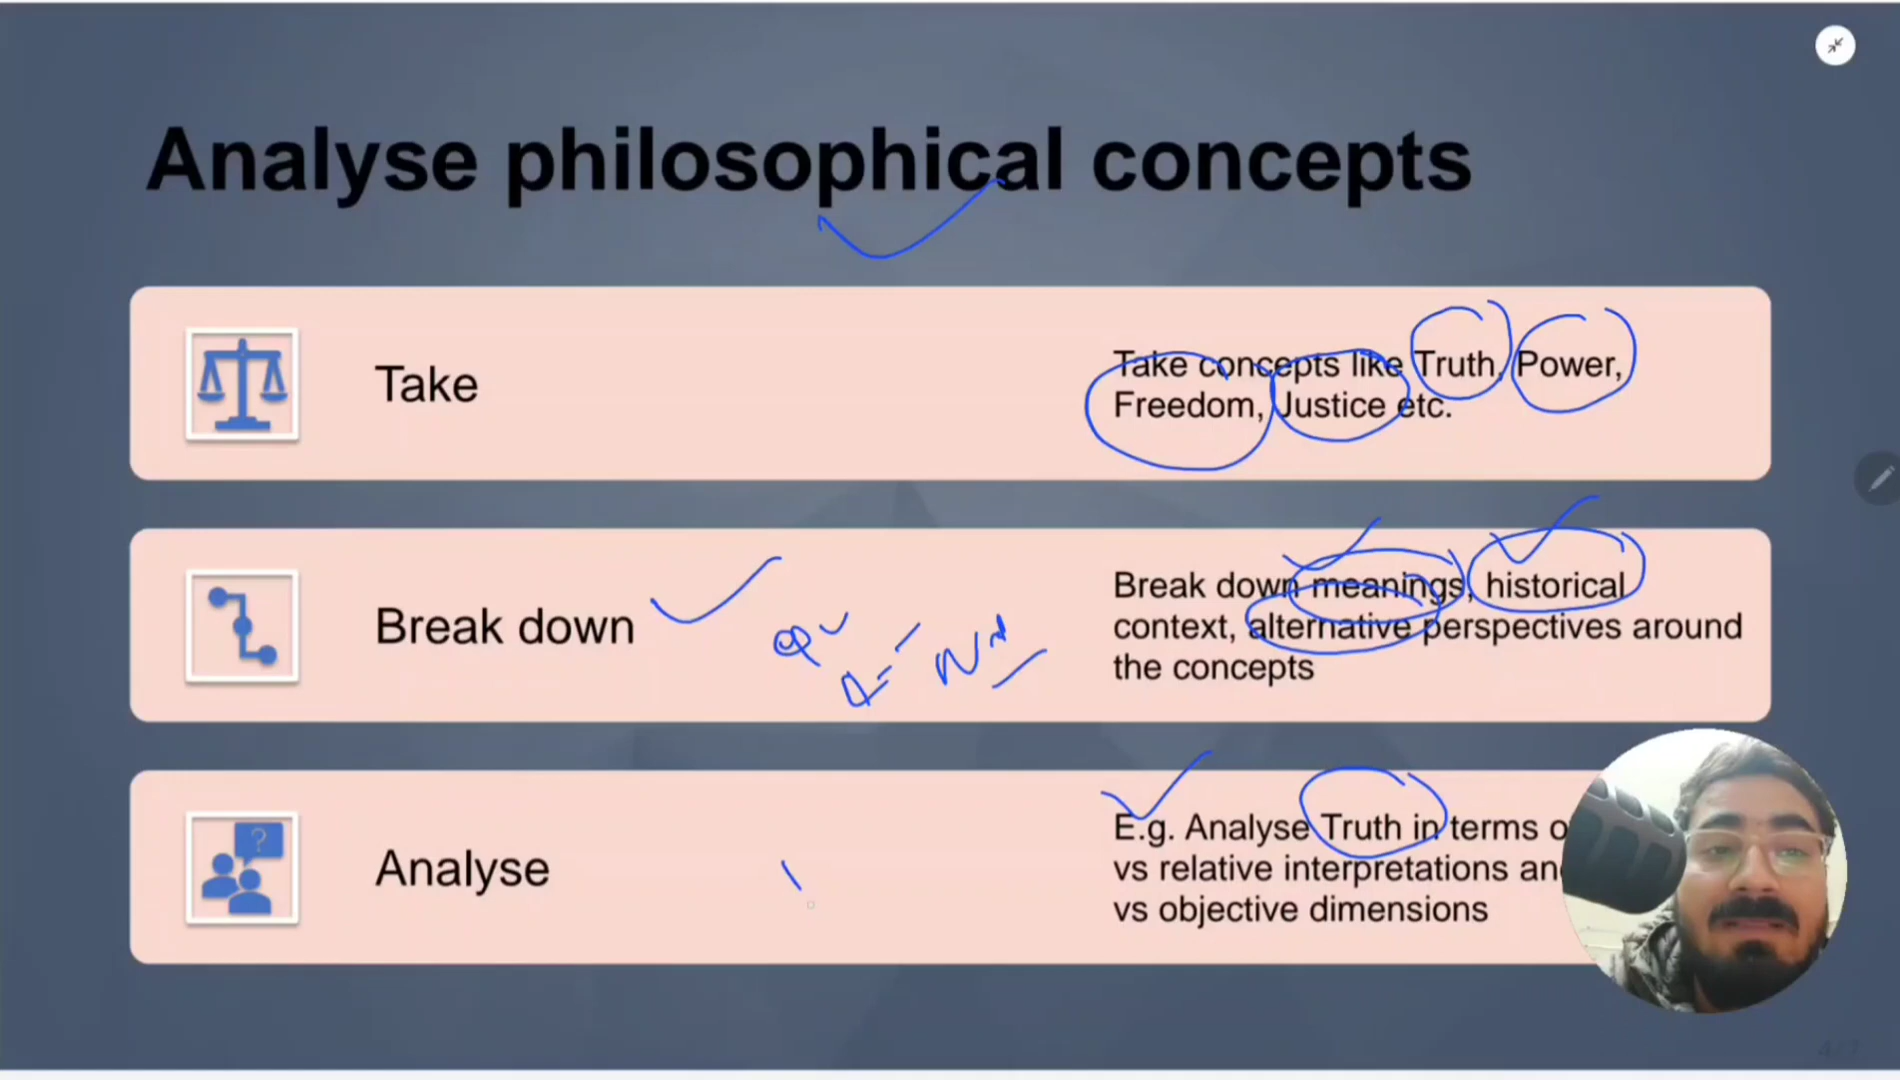 Analyse philosophical concepts
Take
Take concepts like Truth, Power,
Freedom, Justice etc.
Break down
Break down meanings, historical
context, alternative perspectives around
the concepts
Analyse
E.g. Analyse Truth in terms o
vs relative interpretations an
vs objective dimensions
?